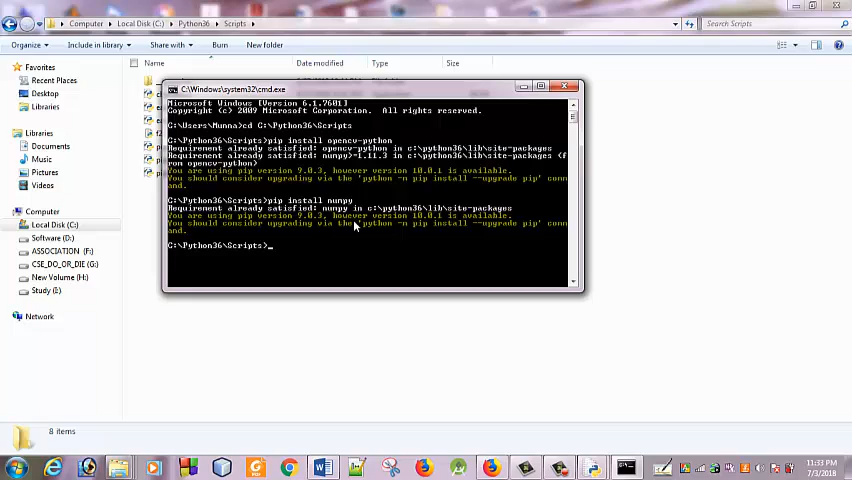 Computer
Local Disk (C:)
Python36
Scripts
Search Scripts
Organize
Include in library
Share with
Burn
New folder
Favorites
Recent Places
Desktop
Libraries
Libraries
Documents
Music
Pictures
Videos
Computer
Local Disk (C:)
Software (D:)
ASSOCIATION (F:)
CSE_DO_OR_DIE (G:)
New Volume (H:)
Study (I:)
Network
Name
Date modified
Type
Size
C:\Windows\system32\cmd.exe
Microsoft Windows [Version 6.1.7601]
Copyright (c) 2009 Microsoft Corporation. All rights reserved.
C:\Users\Munna>cd C:\Python36\Scripts
C:\Python36\Scripts>pip install opencv-python
Requirement already satisfied: opencv-python in c:\python36\lib\site-packages
Requirement already satisfied: numpy>=1.11.3 in c:\python36\lib\site-packages (f
rom opencv-python)
You are using pip version 9.0.3, however version 10.0.1 is available.
You should consider upgrading via the 'python -m pip install --upgrade pip' comm
and.
C:\Python36\Scripts>pip install numpy
Requirement already satisfied: numpy in c:\python36\lib\site-packages
You are using pip version 9.0.3, however version 10.0.1 is available.
You should consider upgrading via the 'python -m pip install --upgrade pip' comm
and.
C:\Python36\Scripts>_
8 items
11:33 PM
7/3/2018